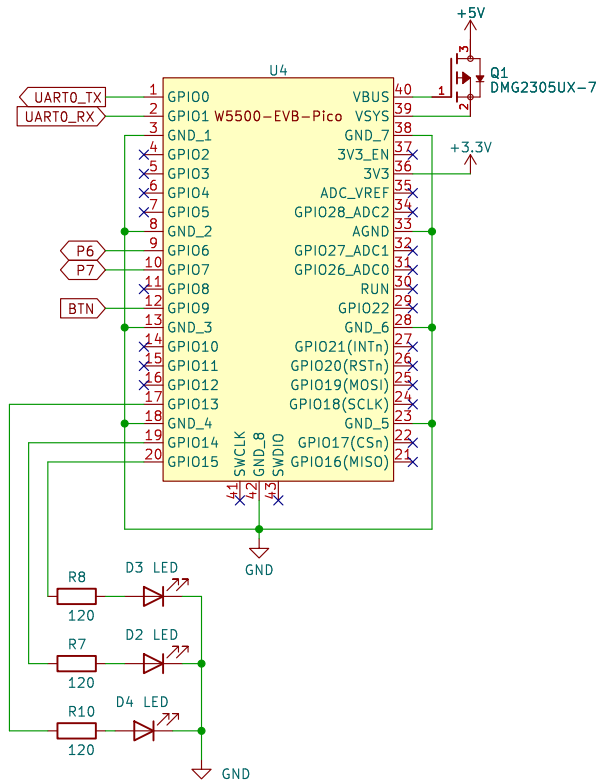 +5V
3
Q1
DMG2305UX-7
1
2
U4
W5500-EVB-Pico
UART0_TX 1 GPIO0 VBUS 40
UART0_RX 2 GPIO1 VSYS 39
3 GND_1 GND_7 38
4 GPIO2 3V3_EN 37
+3.3V
5 GPIO3 3V3 36
6 GPIO4 ADC_VREF 35
7 GPIO5 GPIO28_ADC2 34
8 GND_2 AGND 33
P6 9 GPIO6 GPIO27_ADC1 32
P7 10 GPIO7 GPIO26_ADC0 31
11 GPIO8 RUN 30
BTN 12 GPIO9 GPIO22 29
13 GND_3 GND_6 28
14 GPIO10 GPIO21(INTn) 27
15 GPIO11 GPIO20(RSTn) 26
16 GPIO12 GPIO19(MOSI) 25
17 GPIO13 GPIO18(SCLK) 24
18 GND_4 GND_5 23
19 GPIO14 GPIO17(CSn) 22
20 GPIO15 GPIO16(MISO) 21
SWCLK GND_8 SWDIO
41 42 43
GND
R8 D3 LED
120
R7 D2 LED
120
R10 D4 LED
120
GND